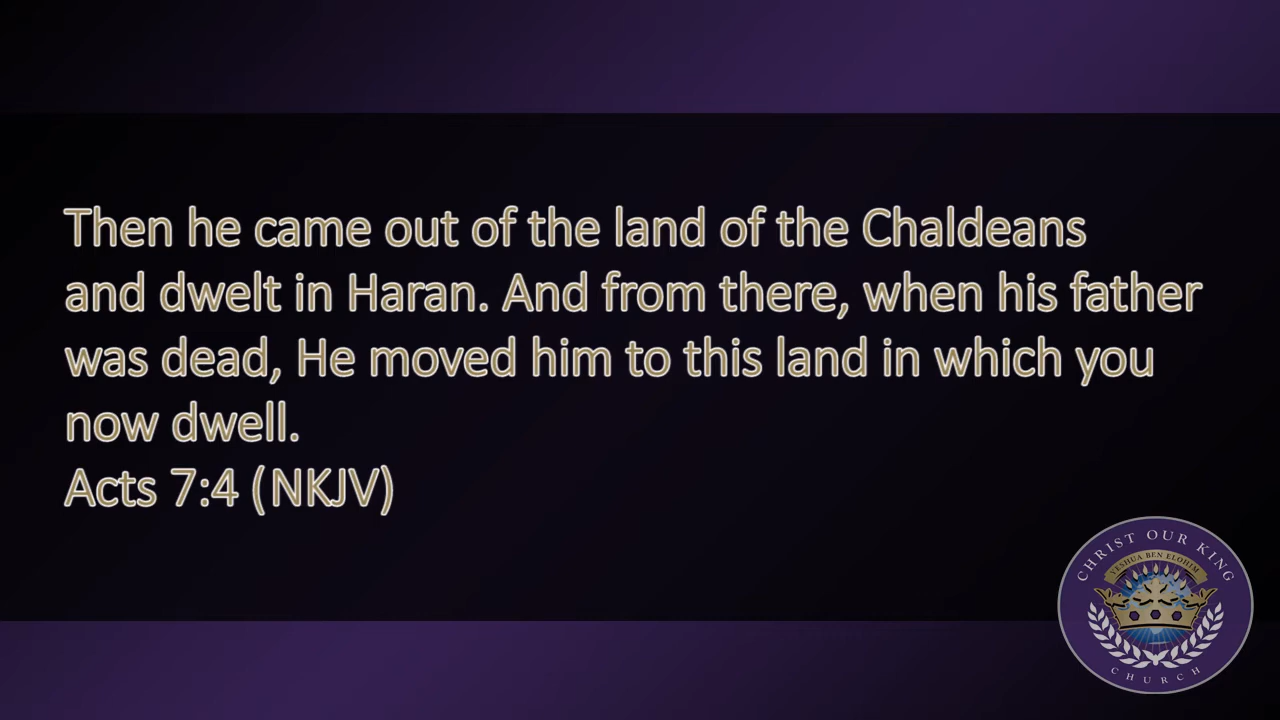 Then he came out of the land of the Chaldeans
and dwelt in Haran. And from there, when his father
was dead, He moved him to this land in which you
now dwell.
Acts 7:4 (NKJV)
CHRIST OUR KING
YESHUA BEN ELOHIM
CHURCH